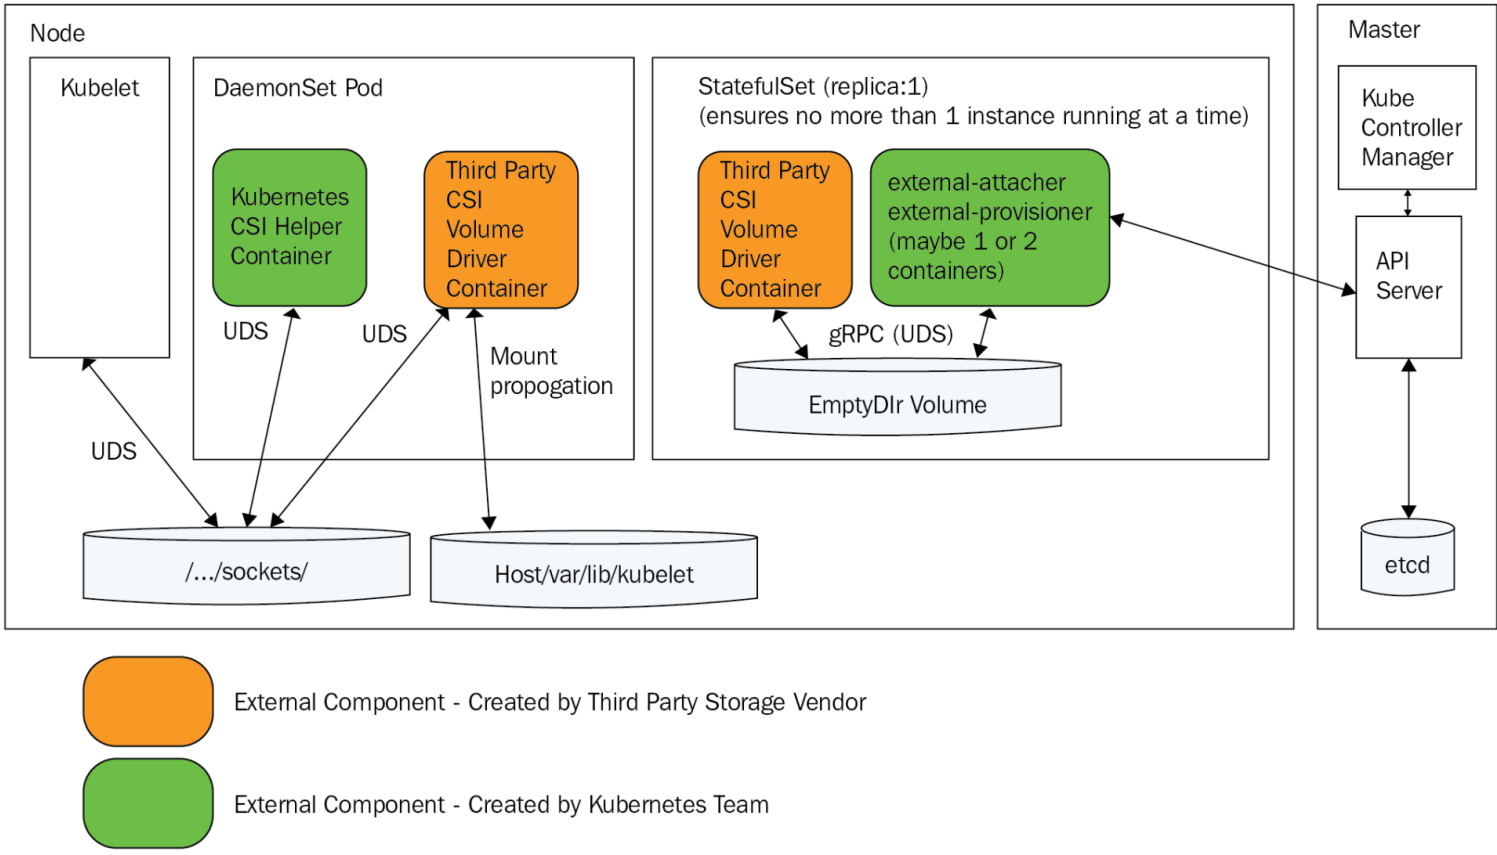 Node
Kubelet
DaemonSet Pod
Kubernetes
CSI Helper
Container
Third Party
CSI
Volume
Driver
Container
UDS
UDS
Mount
propogation
UDS
/.../sockets/
Host/var/lib/kubelet
StatefulSet (replica:1)
(ensures no more than 1 instance running at a time)
Third Party
CSI
Volume
Driver
Container
external-attacher
external-provisioner
(maybe 1 or 2
containers)
gRPC (UDS)
EmptyDIr Volume
Master
Kube
Controller
Manager
API
Server
etcd
External Component - Created by Third Party Storage Vendor
External Component - Created by Kubernetes Team